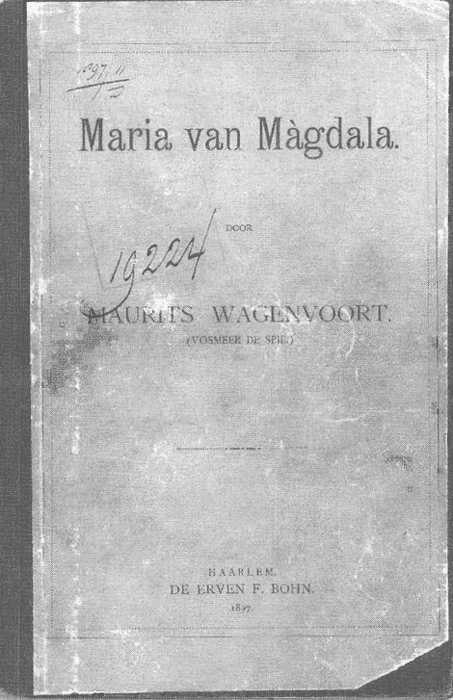 Maria van Màgdala.
DOOR
19224
MAURITS WAGENVOORT.
(VOSMEER DE SPIE.)
HAARLEM.
DE ERVEN F. BOHN.
1897.